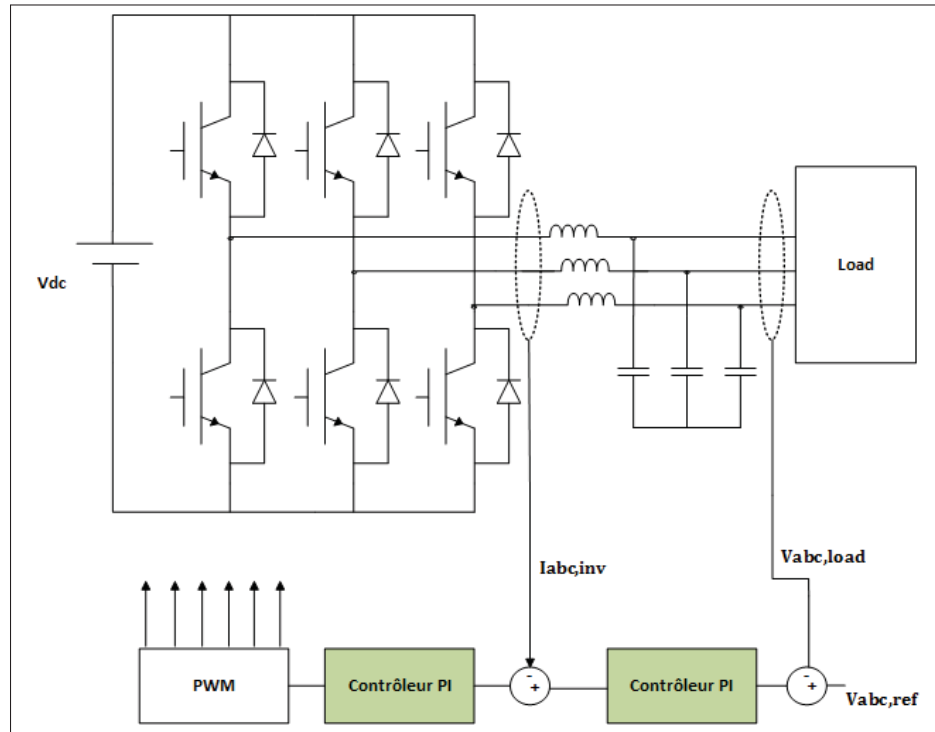 Load
Vdc
Vabc,load
Iabc,inv
PWM
Contrôleur PI
-
+
Contrôleur PI
-
+
Vabc,ref